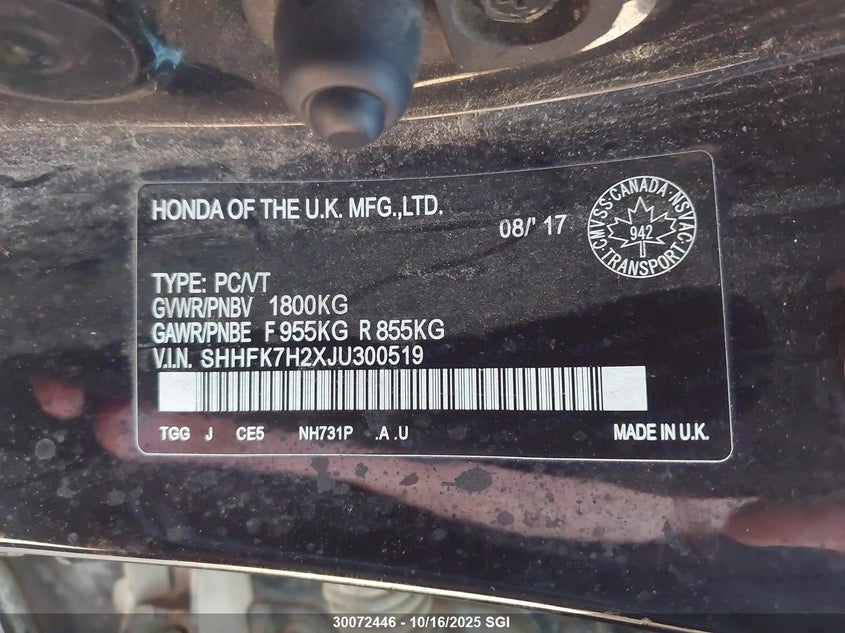 HONDA OF THE U.K. MFG.,LTD.
08/' 17
CMVSS·CANADA·NSVAC·TRANSPORT·
942
TYPE: PC/VT
GVWR/PNBV 1800KG
GAWR/PNBE F 955KG R 855KG
V.I.N. SHHFK7H2XJU300519
TGG J CE5 NH731P .A .U MADE IN U.K.
30072446 - 10/16/2025 SGI